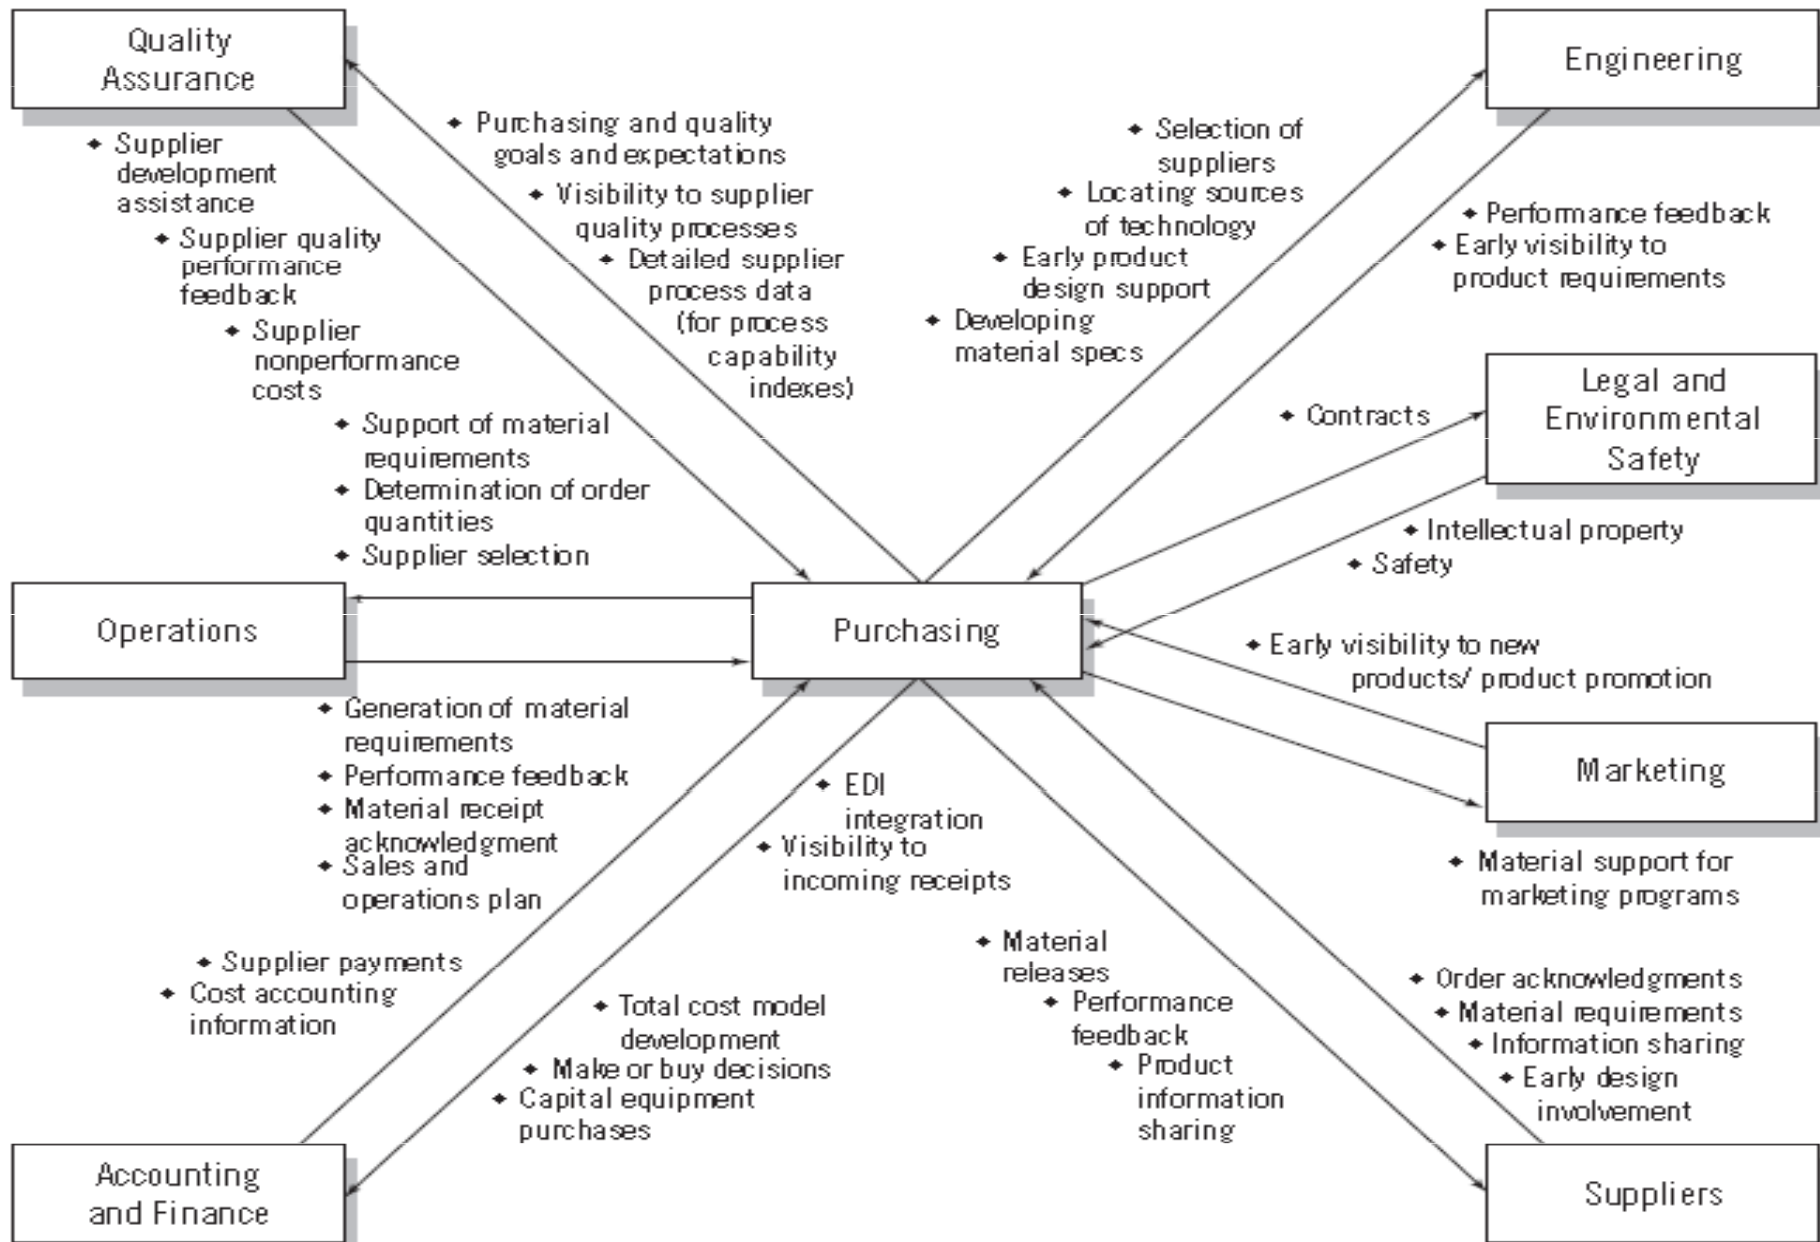 Quality
Assurance
Engineering
◆ Purchasing and quality
goals and expectations
◆ Visibility to supplier
quality processes
◆ Detailed supplier
process data
(for process
capability
indexes)
◆ Supplier
development
assistance
◆ Supplier quality
performance
feedback
◆ Supplier
nonperformance
costs
◆ Selection of
suppliers
◆ Locating sources
of technology
◆ Early product
design support
◆ Developing
material specs
◆ Performance feedback
◆ Early visibility to
product requirements
Legal and
Environmental
Safety
◆ Contracts
◆ Intellectual property
◆ Safety
◆ Support of material
requirements
◆ Determination of order
quantities
◆ Supplier selection
Operations
Purchasing
◆ Early visibility to new
products/ product promotion
Marketing
◆ Material support for
marketing programs
◆ Generation of material
requirements
◆ Performance feedback
◆ Material receipt
acknowledgment
◆ Sales and
operations plan
◆ EDI
integration
◆ Visibility to
incoming receipts
◆ Supplier payments
◆ Cost accounting
information
◆ Total cost model
development
◆ Make or buy decisions
◆ Capital equipment
purchases
◆ Material
releases
◆ Performance
feedback
◆ Product
information
sharing
◆ Order acknowledgments
◆ Material requirements
◆ Information sharing
◆ Early design
involvement
Accounting
and Finance
Suppliers